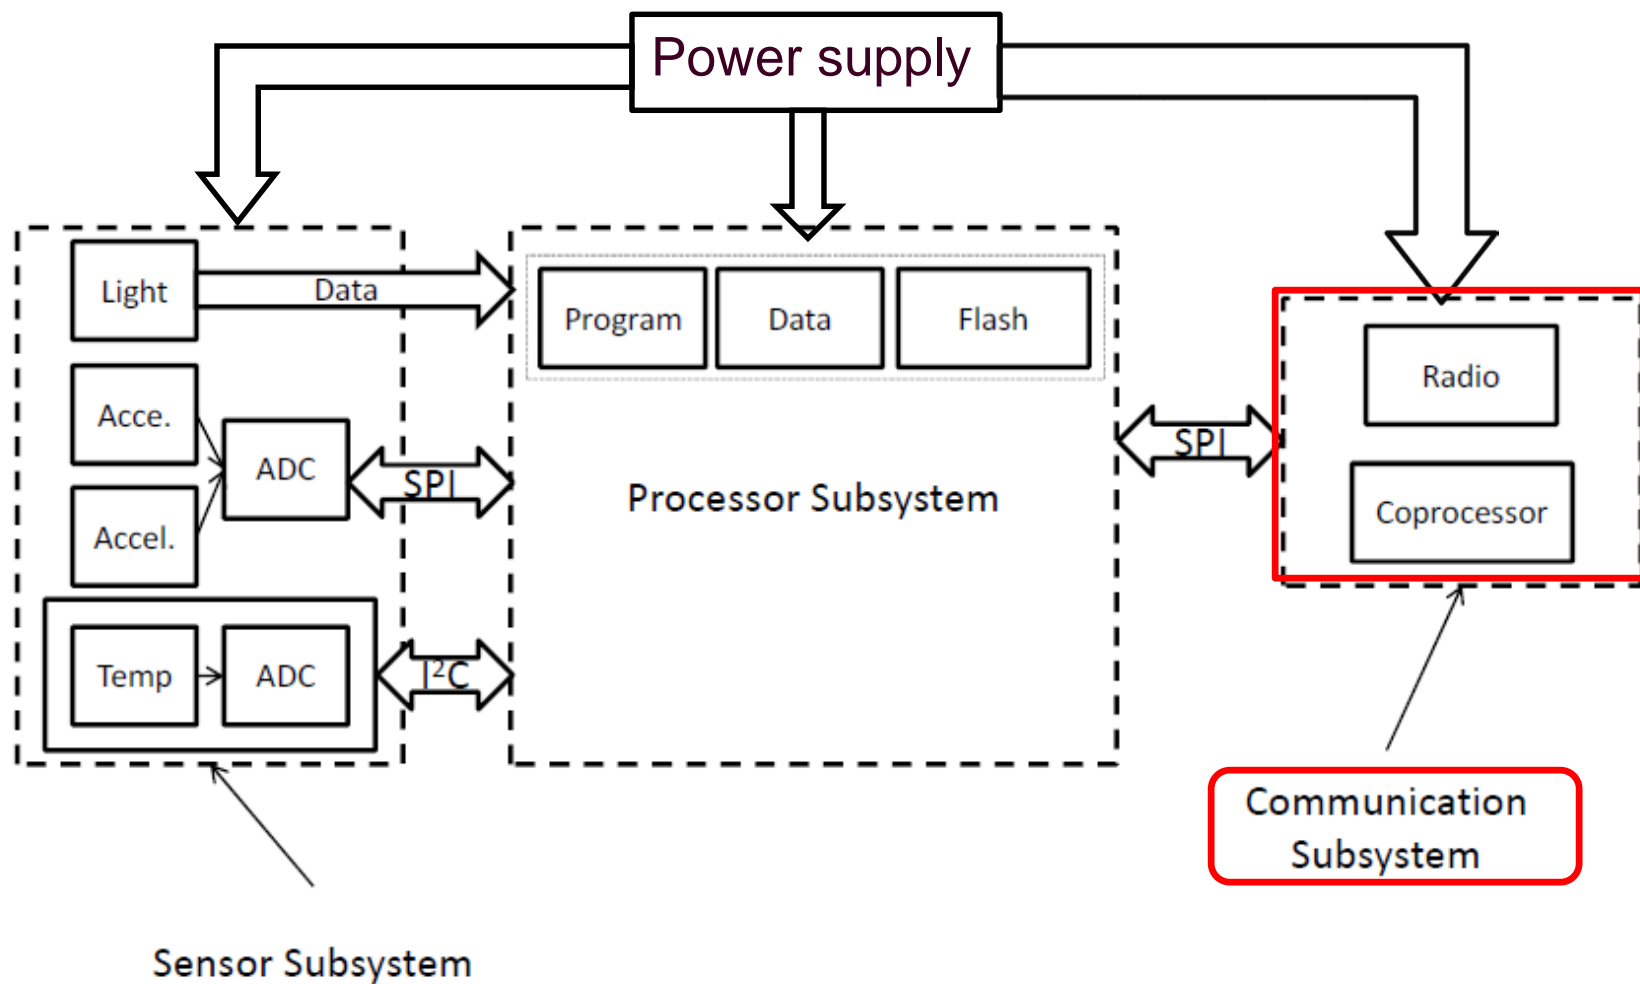 Power supply
Light
Data
Program
Data
Flash
Acce.
ADC
SPI
Accel.
Processor Subsystem
SPI
Radio
Coprocessor
Temp
ADC
I²C
Communication
Subsystem
Sensor Subsystem